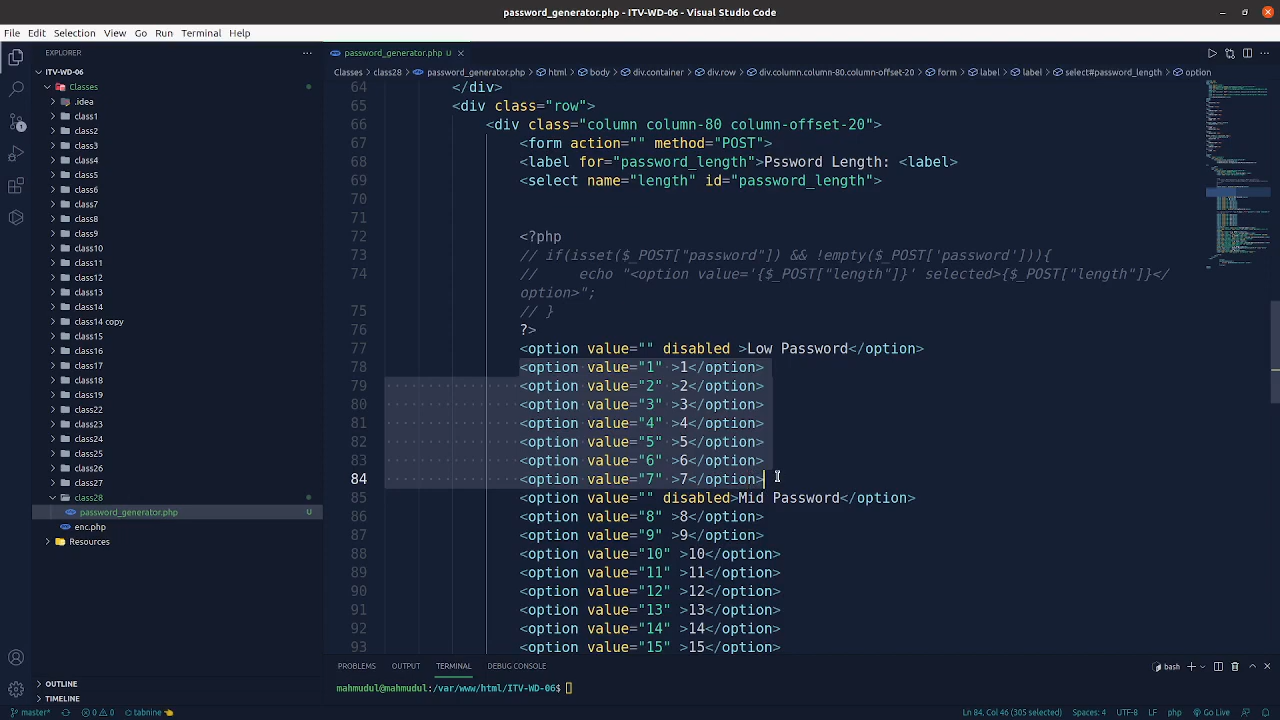 password_generator.php - ITV-WD-06 - Visual Studio Code
File Edit Selection View Go Run Terminal Help
EXPLORER
password_generator.php U
ITV-WD-06
Classes
.idea
class1
class2
class3
class4
class5
class6
class7
class8
class9
class10
class11
class12
class13
class14
class14 copy
class15
class16
class17
class18
class19
class22
class23
class24
class25
class26
class27
class28
password_generator.php U
enc.php
Resources
OUTLINE
TIMELINE
Classes > class28 > password_generator.php > html > body > div.container > div.row > div.column.column-80.column-offset-20 > form > label > label > select#password_length > option
64 </div>
65 <div class="row">
66 <div class="column column-80 column-offset-20">
67 <form action="" method="POST">
68 <label for="password_length">Pssword Length: <label>
69 <select name="length" id="password_length">
70
71
72 <?php
73 // if(isset($_POST["password"]) && !empty($_POST['password'])){
74 // echo "<option value='{$_POST["length"]}' selected>{$_POST["length"]}</
option>";
75 // }
76 ?>
77 <option value="" disabled >Low Password</option>
78 <option value="1" >1</option>
79 <option value="2" >2</option>
80 <option value="3" >3</option>
81 <option value="4" >4</option>
82 <option value="5" >5</option>
83 <option value="6" >6</option>
84 <option value="7" >7</option>
85 <option value="" disabled>Mid Password</option>
86 <option value="8" >8</option>
87 <option value="9" >9</option>
88 <option value="10" >10</option>
89 <option value="11" >11</option>
90 <option value="12" >12</option>
91 <option value="13" >13</option>
92 <option value="14" >14</option>
93 <option value="15" >15</option>
PROBLEMS OUTPUT TERMINAL DEBUG CONSOLE
bash
mahmudul@mahmudul:/var/www/html/ITV-WD-06$
master* 0 0 tabnine
Ln 84, Col 46 (305 selected) Spaces: 4 UTF-8 LF php Go Live